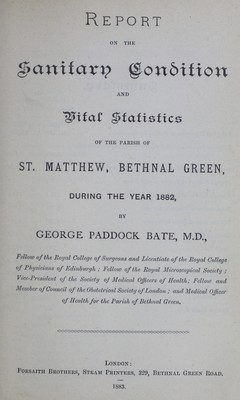 REPORT
ON THE
Sanitary Condition
AND
Vital Statistics
OF THE PARISH OF
ST. MATTHEW, BETHNAL GREEN,
DURING THE YEAR 1882,
BY
GEORGE PADDOCK BATE, M.D.,
Fellow of the Royal College of Surgeons and Licentiate of the Royal College
of Physicians of Edinburgh; Fellow of the Royal Microscopical Society;
Vice-President of the Society of Medical Officers of Health; Fellow and
Member of Council of the Obstetrical Society of London; and Medical Officer
of Health for the Parish of Bethnal Green.
LONDON:
FORSAITH BROTHERS, STEAM PRINTERS, 329, BETHNAL GREEN ROAD.
1883.